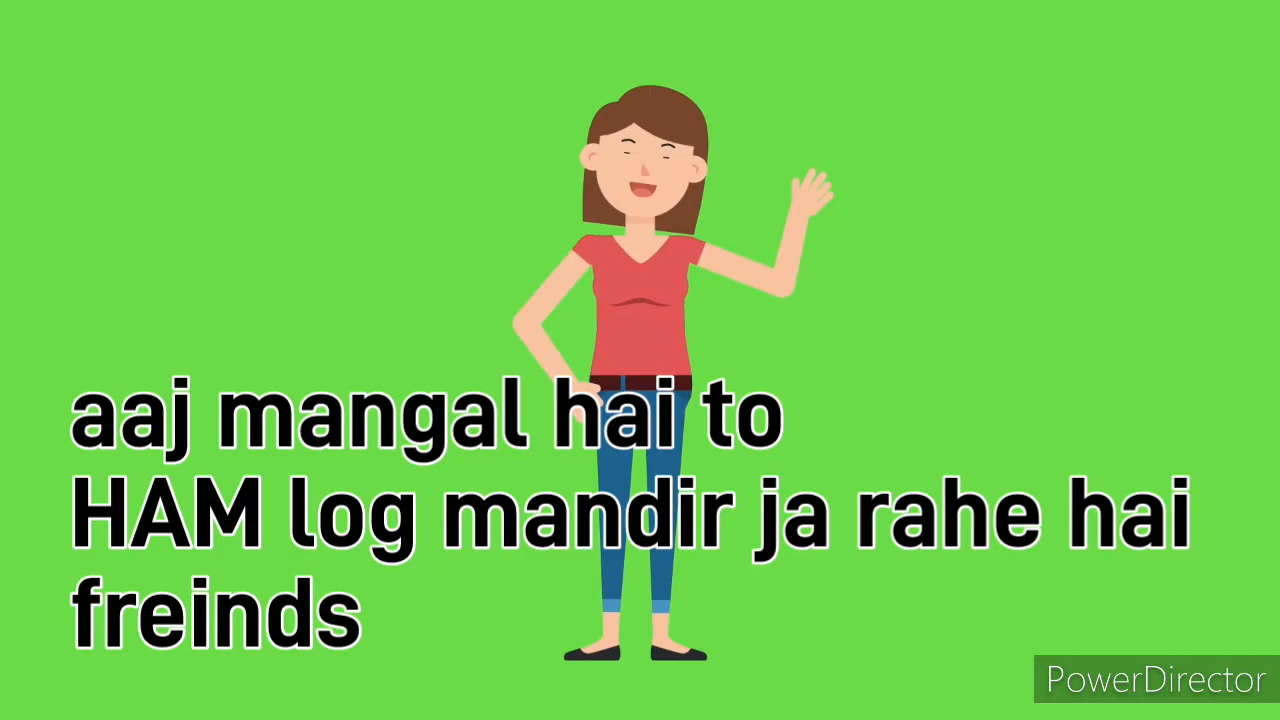 aaj mangal hai to
HAM log mandir ja rahe hai
freinds
PowerDirector